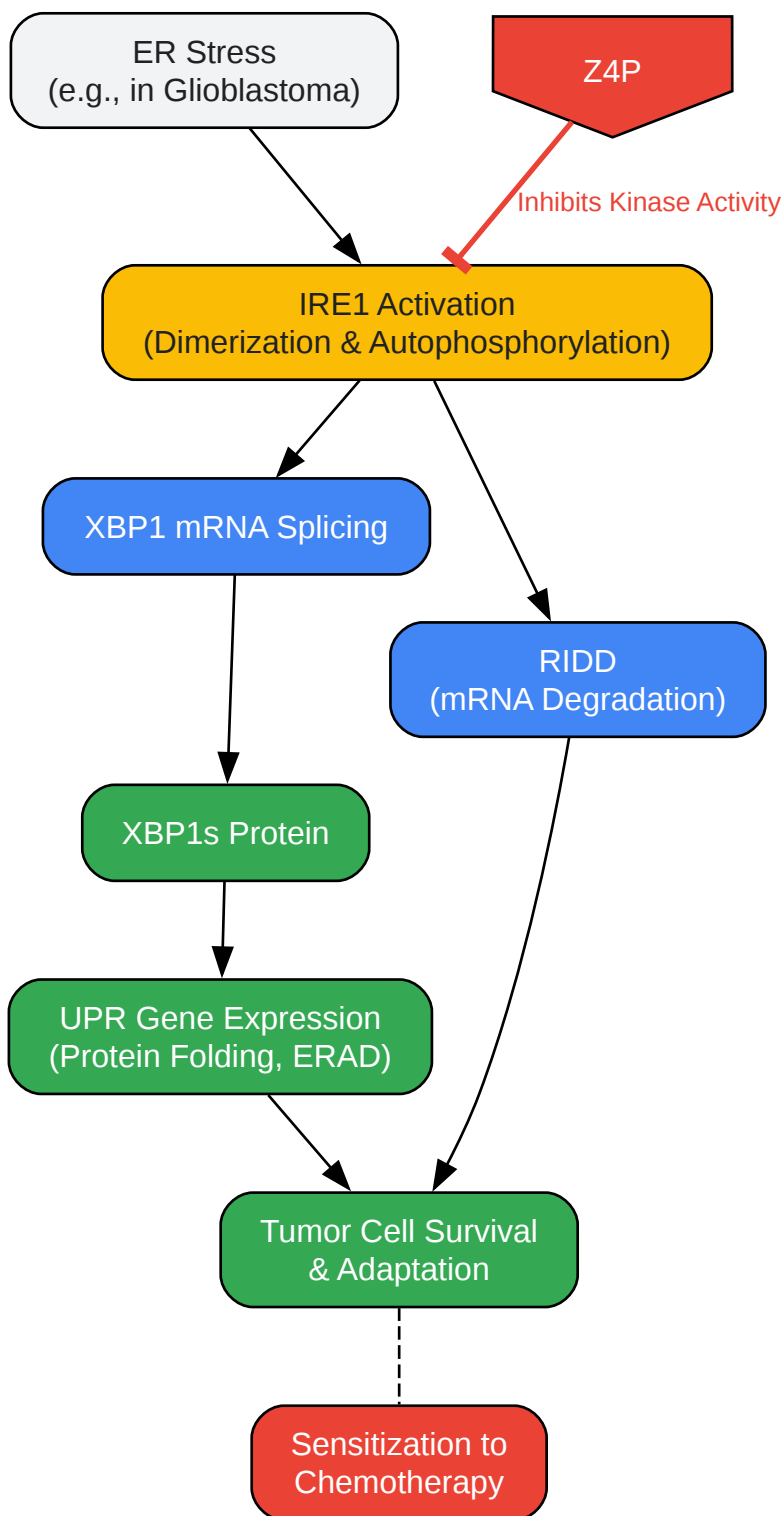 ER Stress
(e.g., in Glioblastoma)
Z4P
Inhibits Kinase Activity
IRE1 Activation
(Dimerization & Autophosphorylation)
XBP1 mRNA Splicing
RIDD
(mRNA Degradation)
XBP1s Protein
UPR Gene Expression
(Protein Folding, ERAD)
Tumor Cell Survival
& Adaptation
Sensitization to
Chemotherapy